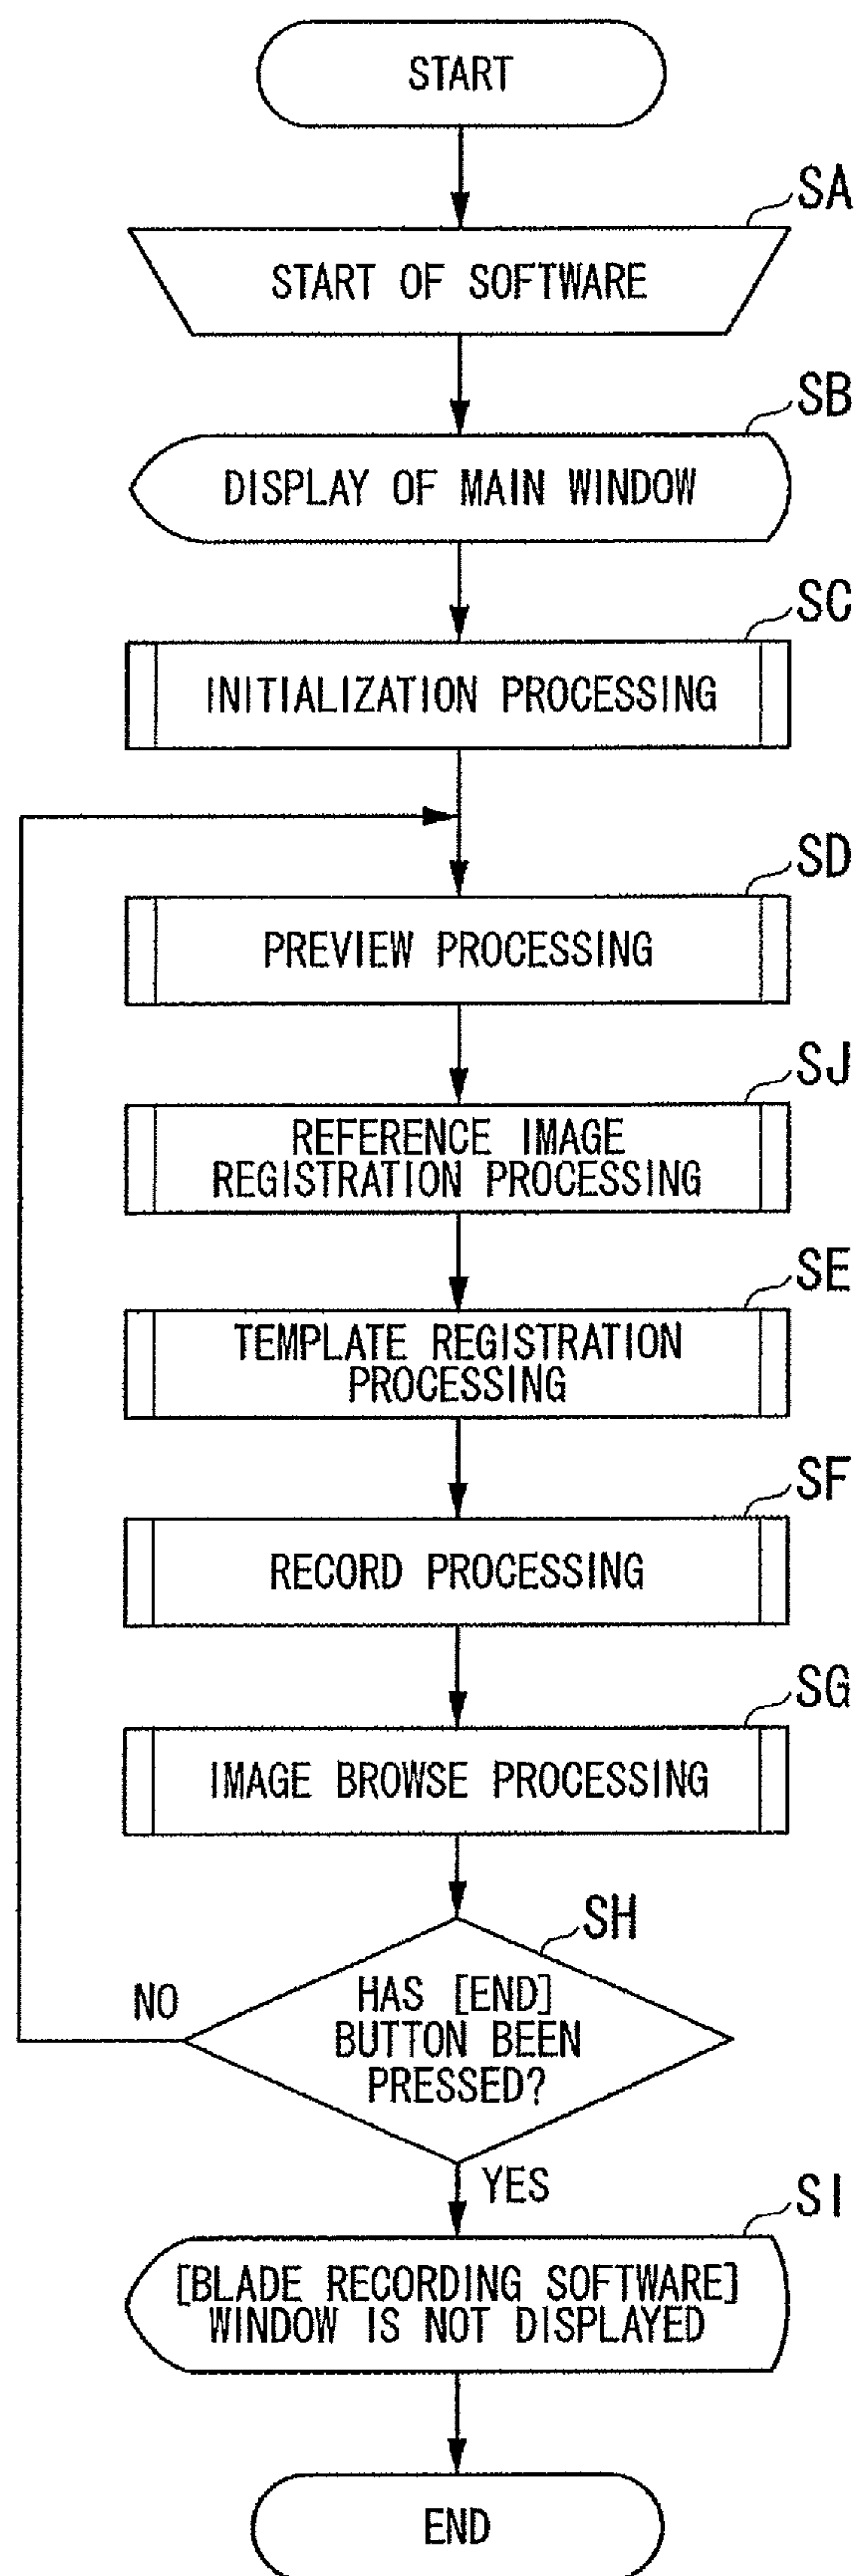 START
SA
START OF SOFTWARE
SB
DISPLAY OF MAIN WINDOW
SC
INITIALIZATION PROCESSING
SD
PREVIEW PROCESSING
SJ
REFERENCE IMAGE
REGISTRATION PROCESSING
SE
TEMPLATE REGISTRATION
PROCESSING
SF
RECORD PROCESSING
SG
IMAGE BROWSE PROCESSING
SH
HAS [END]
BUTTON BEEN
PRESSED?
NO
YES
SI
[BLADE RECORDING SOFTWARE]
WINDOW IS NOT DISPLAYED
END